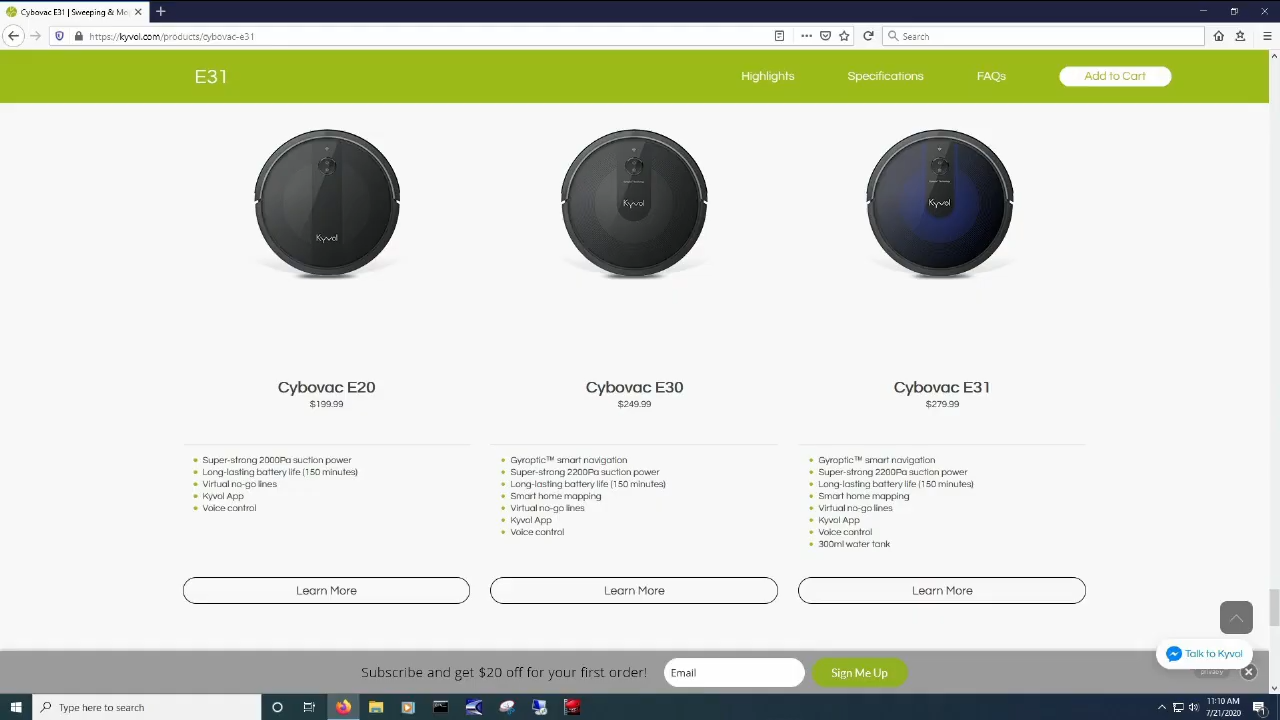 Cybovac E31 | Sweeping & Mo
https://kyvol.com/products/cybovac-e31
Search
E31
Highlights
Specifications
FAQs
Add to Cart
Kyvol
Kyvol
Kyvol
Cybovac E20
$199.99
Super-strong 2000Pa suction power
Long-lasting battery life (150 minutes)
Virtual no-go lines
Kyvol App
Voice control
Learn More
Cybovac E30
$249.99
Gyroptic™ smart navigation
Super-strong 2200Pa suction power
Long-lasting battery life (150 minutes)
Smart home mapping
Virtual no-go lines
Kyvol App
Voice control
Learn More
Cybovac E31
$279.99
Gyroptic™ smart navigation
Super-strong 2200Pa suction power
Long-lasting battery life (150 minutes)
Smart home mapping
Virtual no-go lines
Kyvol App
Voice control
300ml water tank
Learn More
Talk to Kyvol
privacy
Subscribe and get $20 off for your first order!
Email
Sign Me Up
Type here to search
11:10 AM
7/21/2020